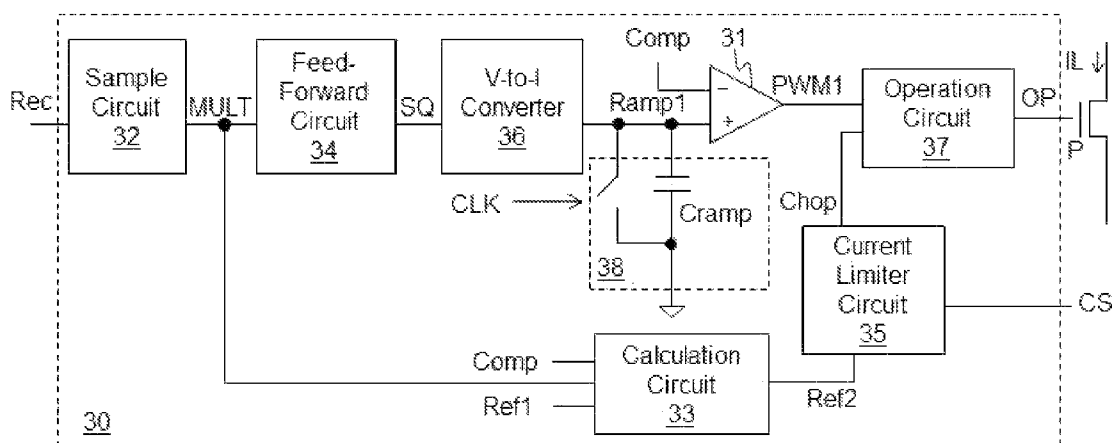 Rec
Sample
Circuit
32
MULT
Feed-
Forward
Circuit
34
SQ
V-to-I
Converter
36
Ramp1
Comp
31
−
+
PWM1
Operation
Circuit
37
OP
IL
P
CLK
Cramp
38
Chop
Current
Limiter
Circuit
35
CS
Comp
Ref1
Calculation
Circuit
33
Ref2
30